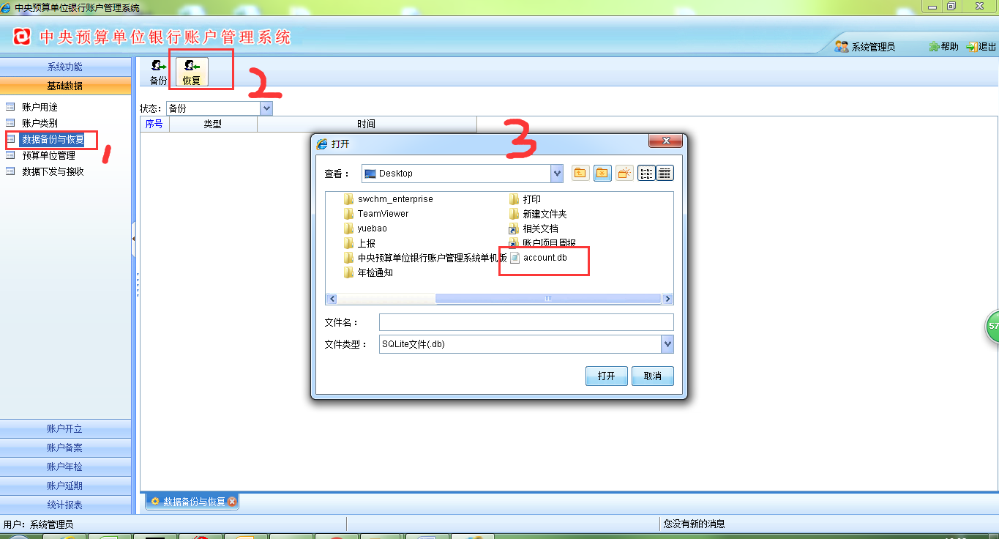 中央预算单位银行账户管理系统
中央预算单位银行账户管理系统
系统管理员 帮助 退出
系统功能
基础数据
账户用途
账户类别
数据备份与恢复
预算单位管理
数据下发与接收
1
备份 恢复
2
状态： 备份
序号 类型 时间
3
打开
查看： Desktop
swchm_enterprise
TeamViewer
yuebao
上报
中央预算单位银行账户管理系统单机版
年检通知
打印
新建文件夹
相关文档
账户项目周报
account.db
文件名：
文件类型： SQLite文件(.db)
打开 取消
57
账户开立
账户备案
账户年检
账户延期
统计报表
数据备份与恢复
用户：系统管理员 您没有新的消息